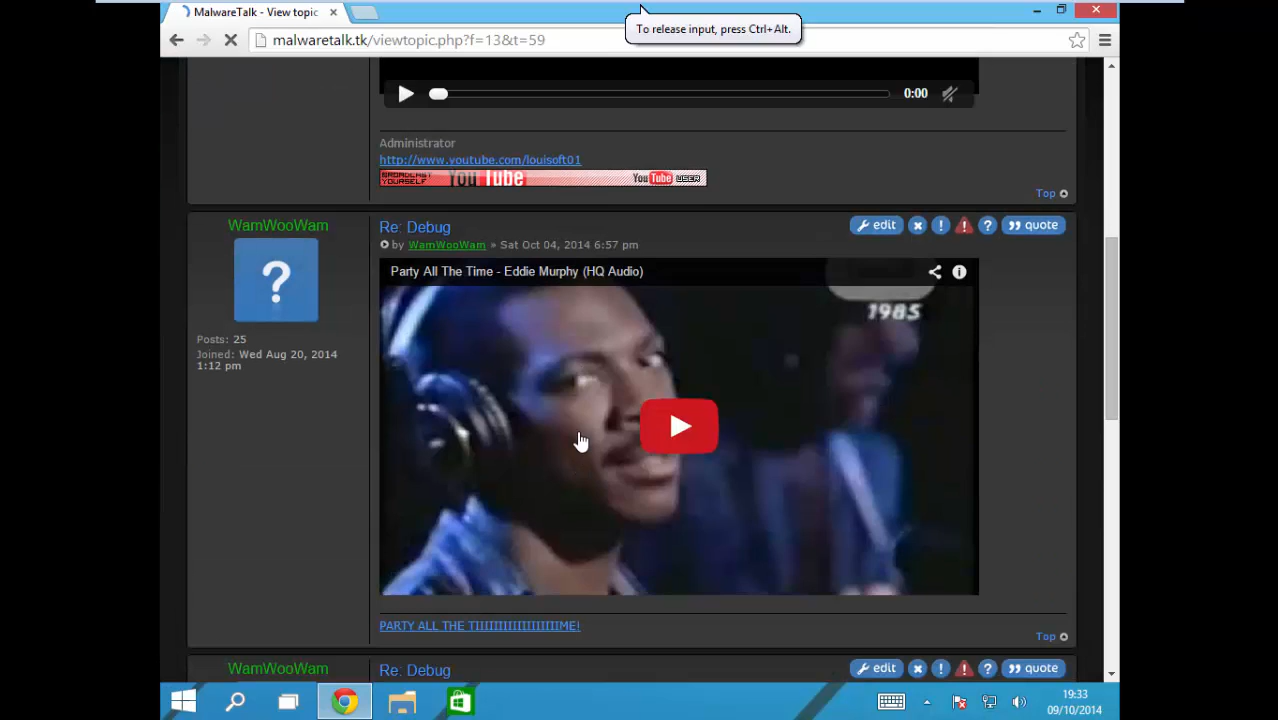 MalwareTalk - View topic
To release input, press Ctrl+Alt.
malwaretalk.tk/viewtopic.php?f=13&t=59
0:00
Administrator
http://www.youtube.com/louisoft01
BROADCAST YOURSELF YouTube YouTube USER
Top
WamWooWam
Re: Debug
edit ! ? quote
by WamWooWam » Sat Oct 04, 2014 6:57 pm
Party All The Time - Eddie Murphy (HQ Audio)
1985
Posts: 25
Joined: Wed Aug 20, 2014
1:12 pm
PARTY ALL THE TIIIIIIIIIIIIIIIIIIME!
Top
WamWooWam
Re: Debug
edit ! ? quote
19:33
09/10/2014